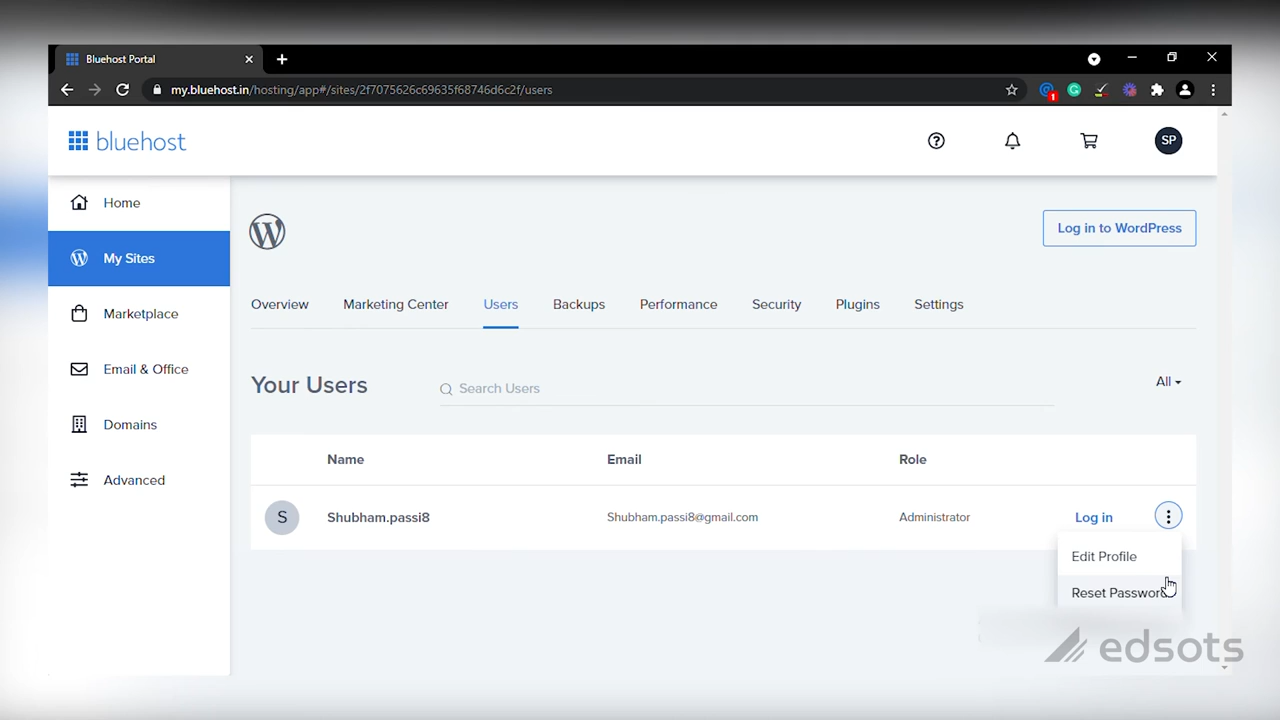 Bluehost Portal
my.bluehost.in/hosting/app#/sites/2f7075626c69635f68746d6c2f/users
1
bluehost
SP
Home
My Sites
Marketplace
Email & Office
Domains
Advanced
Log in to WordPress
Overview Marketing Center Users Backups Performance Security Plugins Settings
Your Users
Search Users
All
Name Email Role
S Shubham.passi8 Shubham.passi8@gmail.com Administrator Log in
Edit Profile
Reset Password
edsots